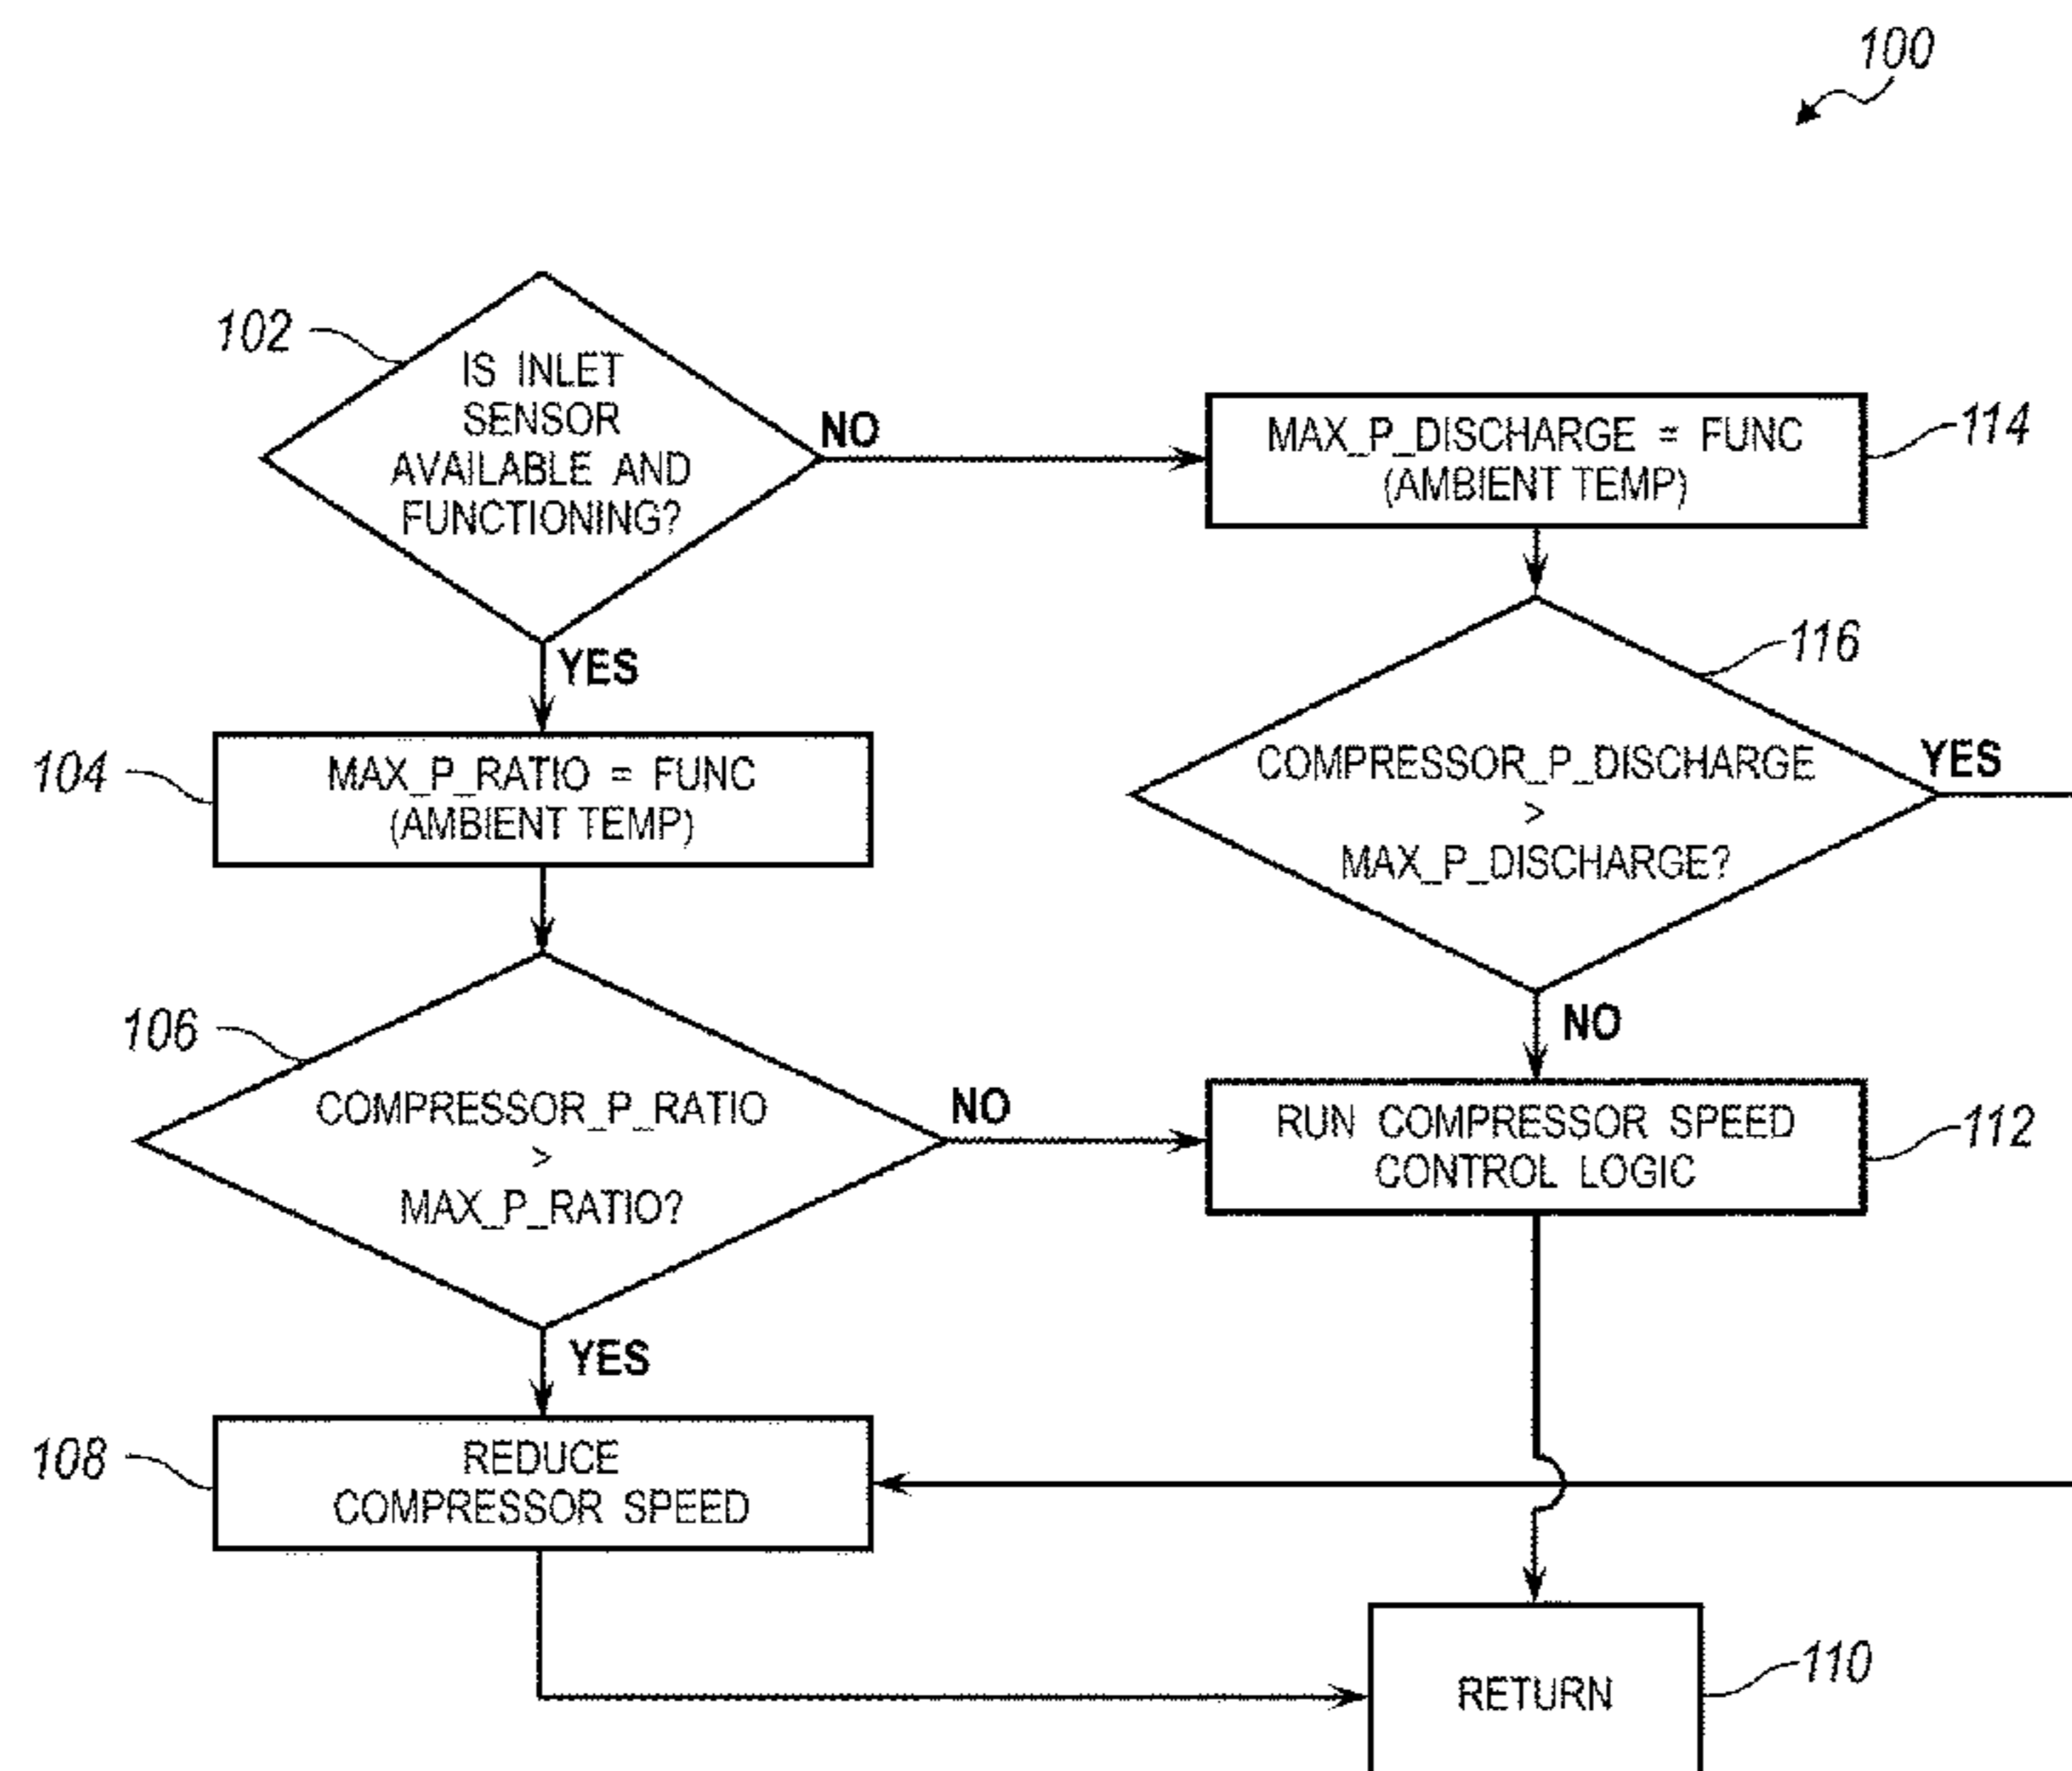 100
102
IS INLET
SENSOR
AVAILABLE AND
FUNCTIONING?
NO
YES
MAX_P_DISCHARGE = FUNC
(AMBIENT TEMP)
114
116
COMPRESSOR_P_DISCHARGE
>
MAX_P_DISCHARGE?
YES
NO
104
MAX_P_RATIO = FUNC
(AMBIENT TEMP)
106
COMPRESSOR_P_RATIO
>
MAX_P_RATIO?
NO
YES
RUN COMPRESSOR SPEED
CONTROL LOGIC
112
108
REDUCE
COMPRESSOR SPEED
RETURN
110